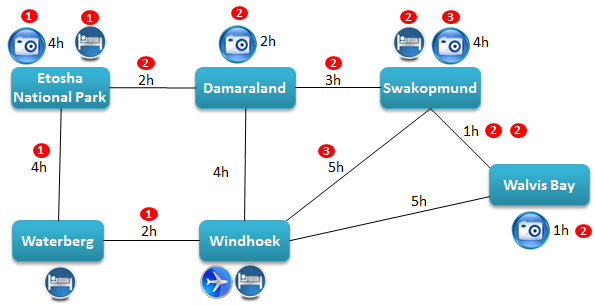 1
1
2
2
3
4h
2h
4h
Etosha
National Park
2
2h
Damaraland
2
3h
Swakopmund
1
4h
4h
3
5h
1h 2 2
5h
Walvis Bay
1h 2
Waterberg
1
2h
Windhoek